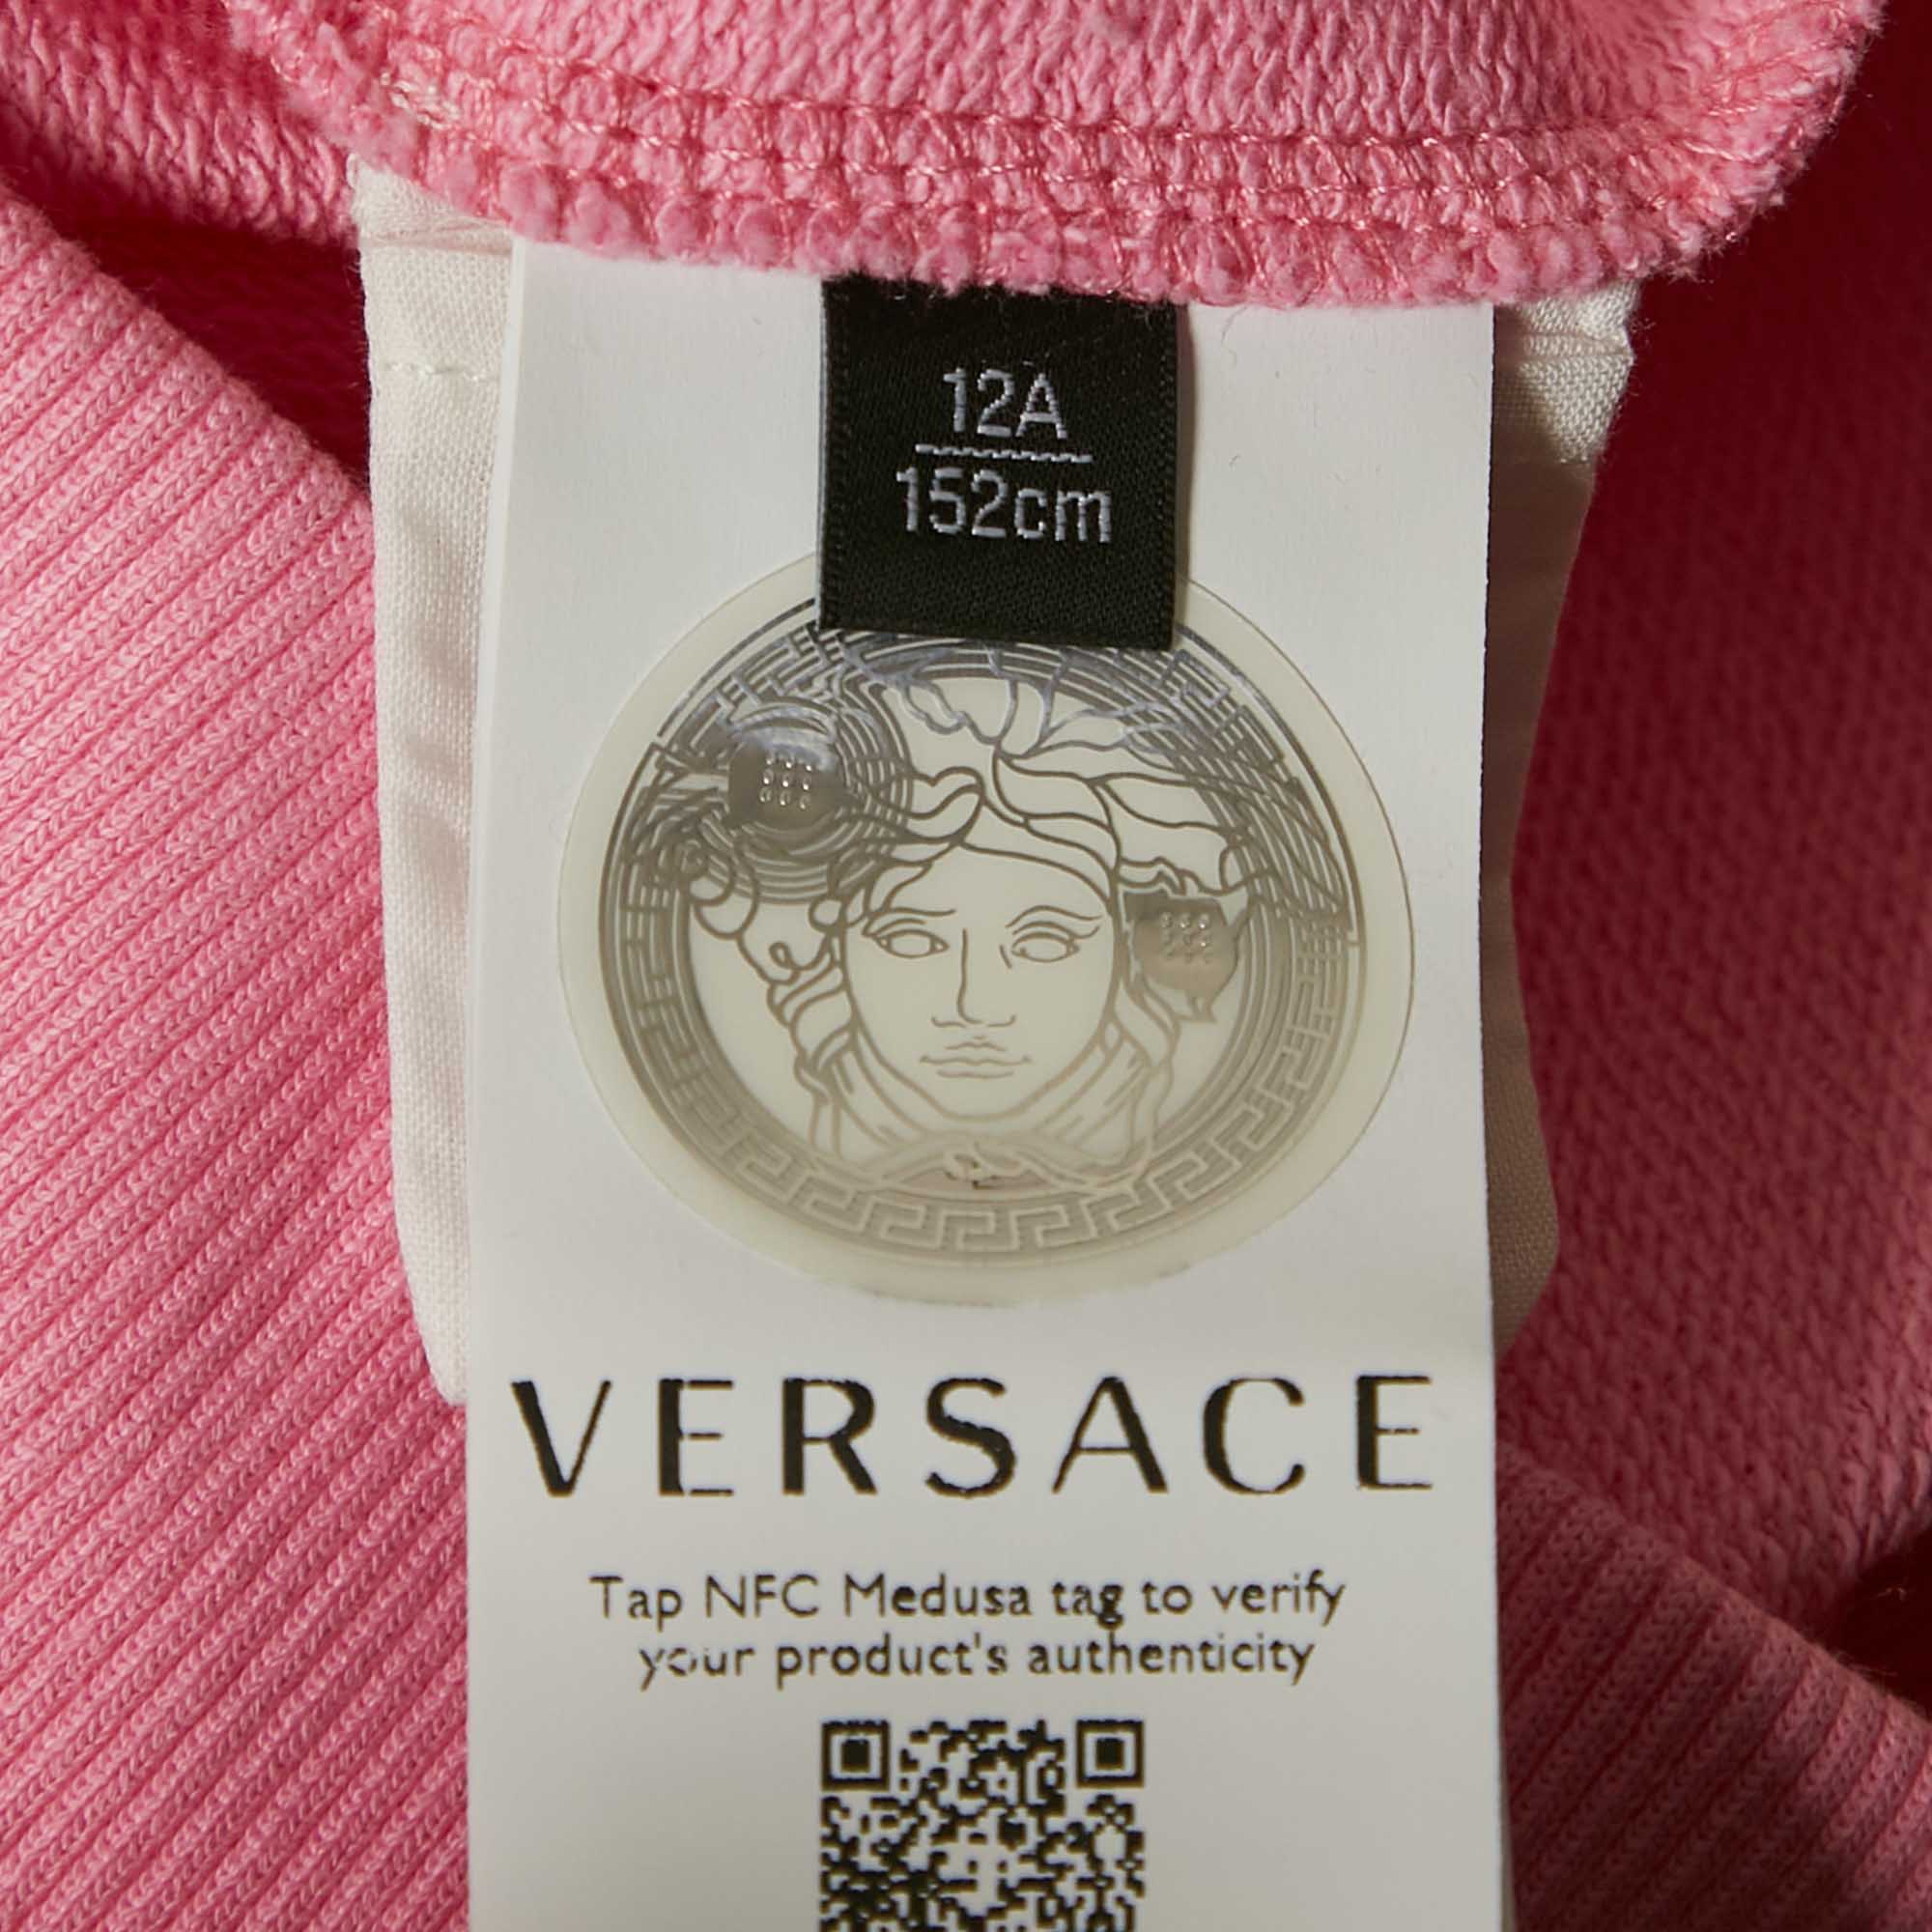 12A
152cm
VERSACE
Tap NFC Medusa tag to verify
your product's authenticity